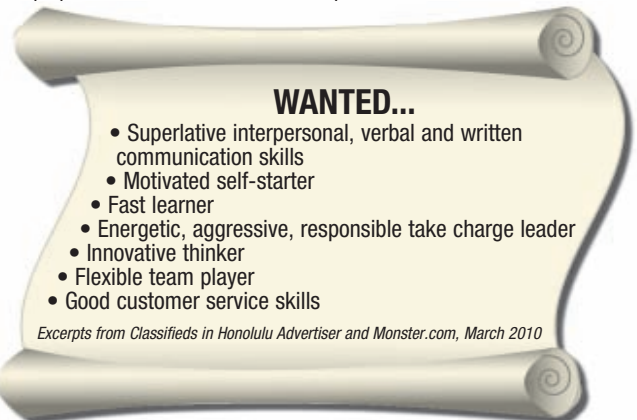 WANTED...
• Superlative interpersonal, verbal and written
communication skills
• Motivated self-starter
• Fast learner
• Energetic, aggressive, responsible take charge leader
• Innovative thinker
• Flexible team player
• Good customer service skills
Excerpts from Classifieds in Honolulu Advertiser and Monster.com, March 2010